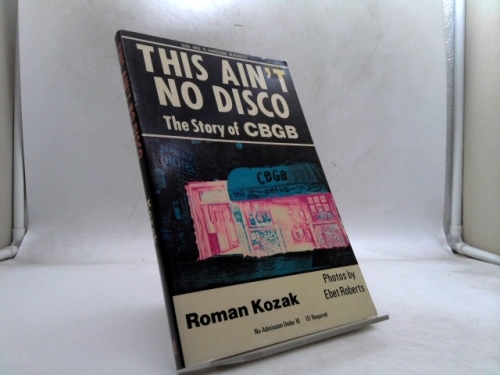 THIS AIN'T
NO DISCO
The Story of CBGB
CBGB
Roman Kozak
Photos by
Ebet Roberts
No Admission Under 16 ID Required